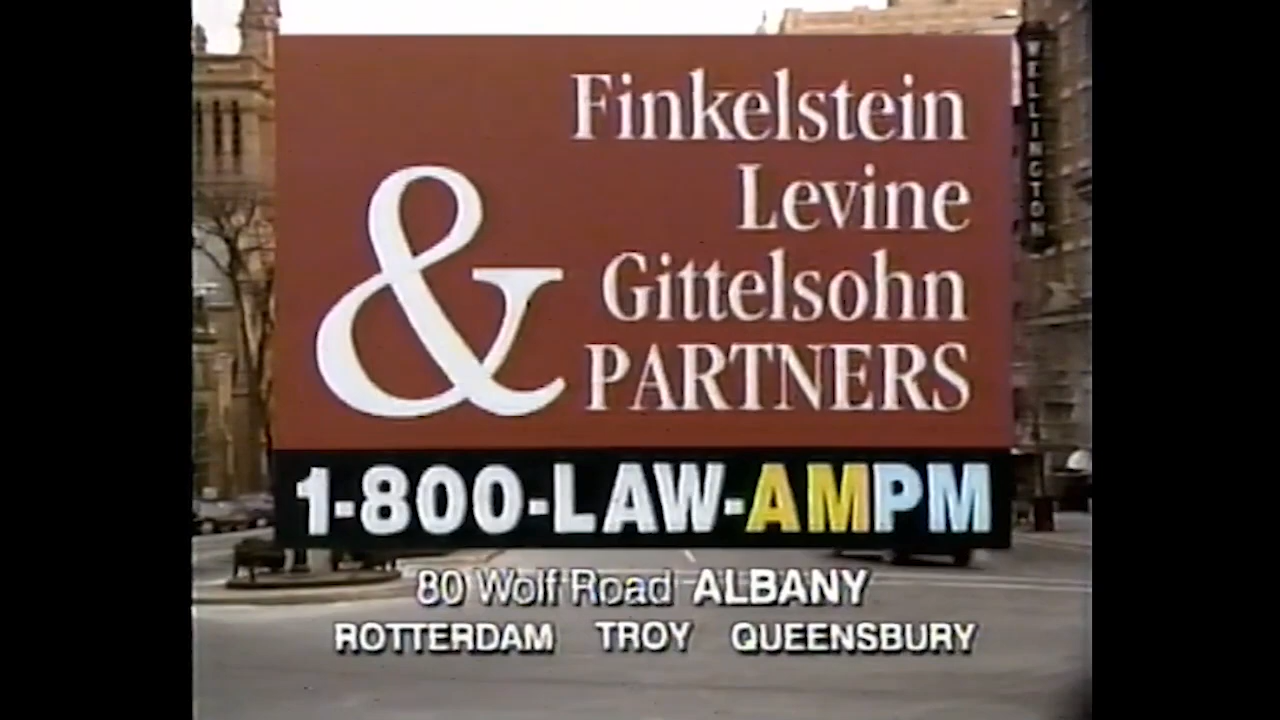 WELLINGTON
Finkelstein
Levine
Gittelsohn
& PARTNERS
1-800-LAW-AMPM
80 Wolf Road ALBANY
ROTTERDAM TROY QUEENSBURY